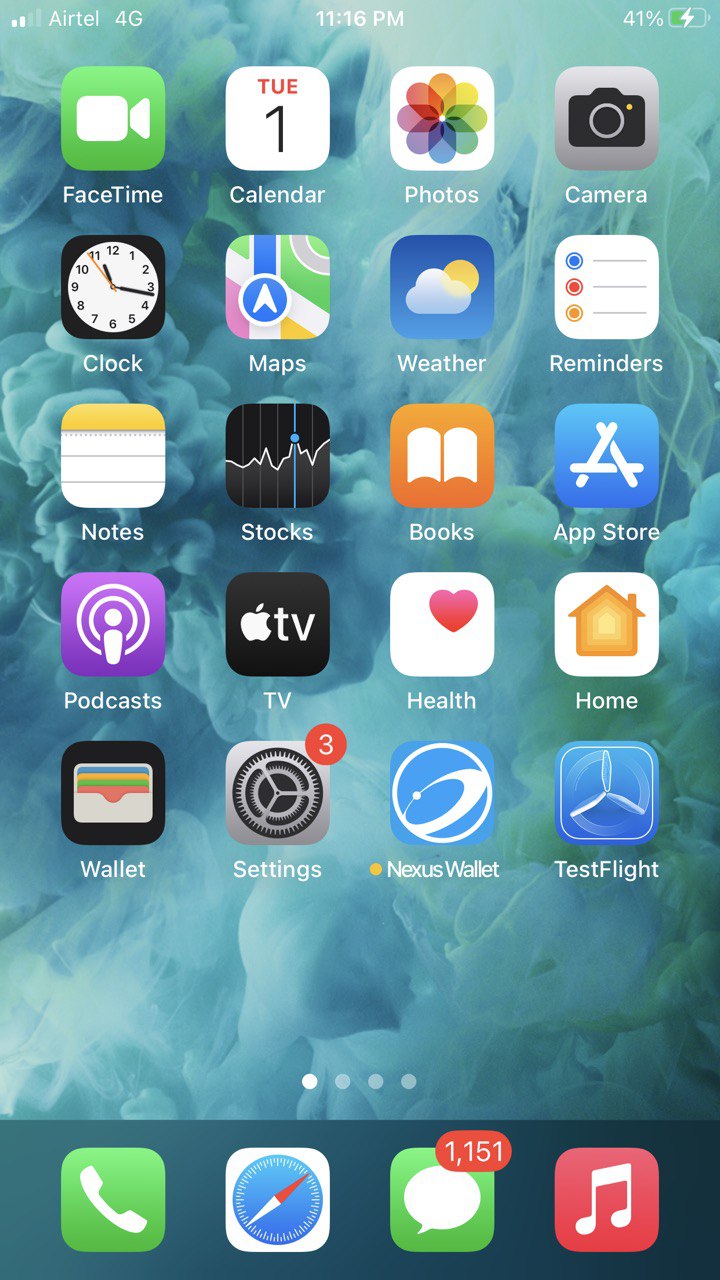 Airtel 4G 11:16 PM 41%
TUE
1
FaceTime Calendar Photos Camera
12
11 1
10 2
9 3
8 4
7 5
6
Clock Maps Weather Reminders
Notes Stocks Books App Store
tv
Podcasts TV Health Home
3
Wallet Settings Nexus Wallet TestFlight
1,151